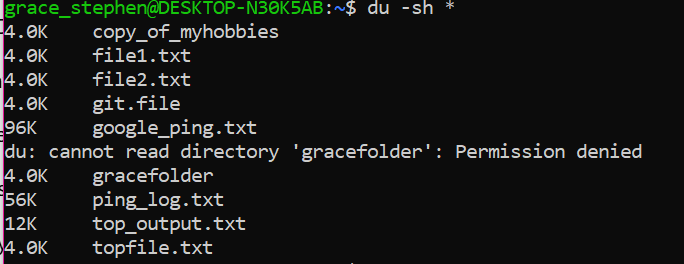 grace_stephen@DESKTOP-N30K5AB:~$ du -sh *
4.0K    copy_of_myhobbies
4.0K    file1.txt
4.0K    file2.txt
4.0K    git.file
96K     google_ping.txt
du: cannot read directory 'gracefolder': Permission denied
4.0K    gracefolder
56K     ping_log.txt
12K     top_output.txt
4.0K    topfile.txt